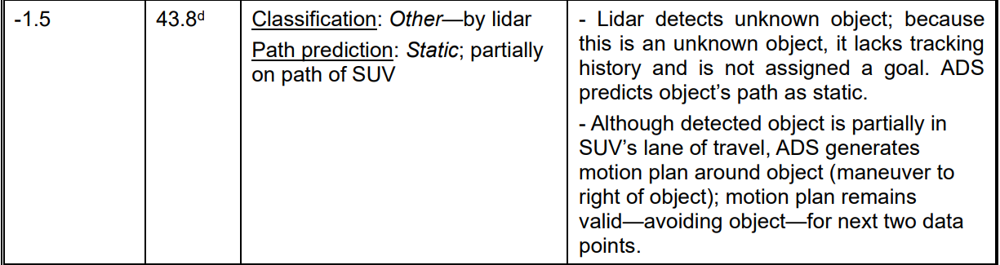 -1.5
43.8d
Classification: Other—by lidar
Path prediction: Static; partially
on path of SUV
- Lidar detects unknown object; because
this is an unknown object, it lacks tracking
history and is not assigned a goal. ADS
predicts object's path as static.
- Although detected object is partially in
SUV's lane of travel, ADS generates
motion plan around object (maneuver to
right of object); motion plan remains
valid—avoiding object—for next two data
points.